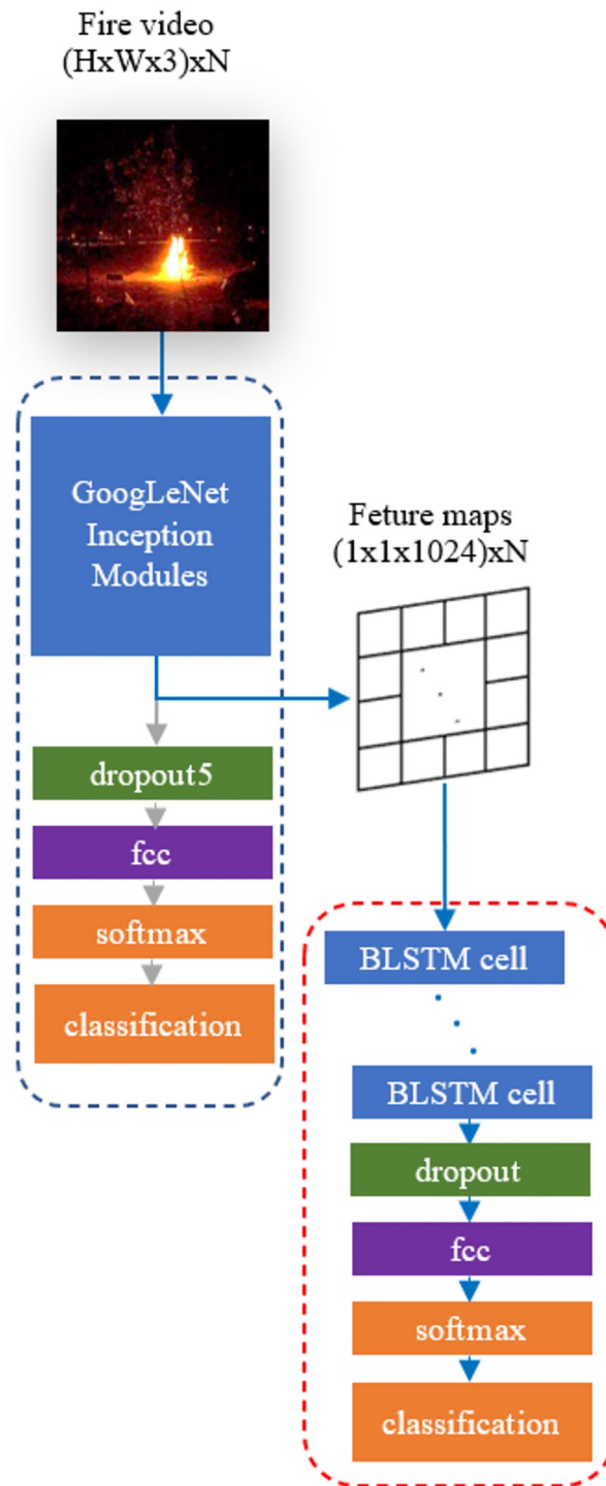 Fire video
(HxWx3)xN
GoogLeNet
Inception
Modules
dropout5
fcc
softmax
classification
Feture maps
(1x1x1024)xN
BLSTM cell
BLSTM cell
dropout
fcc
softmax
classification